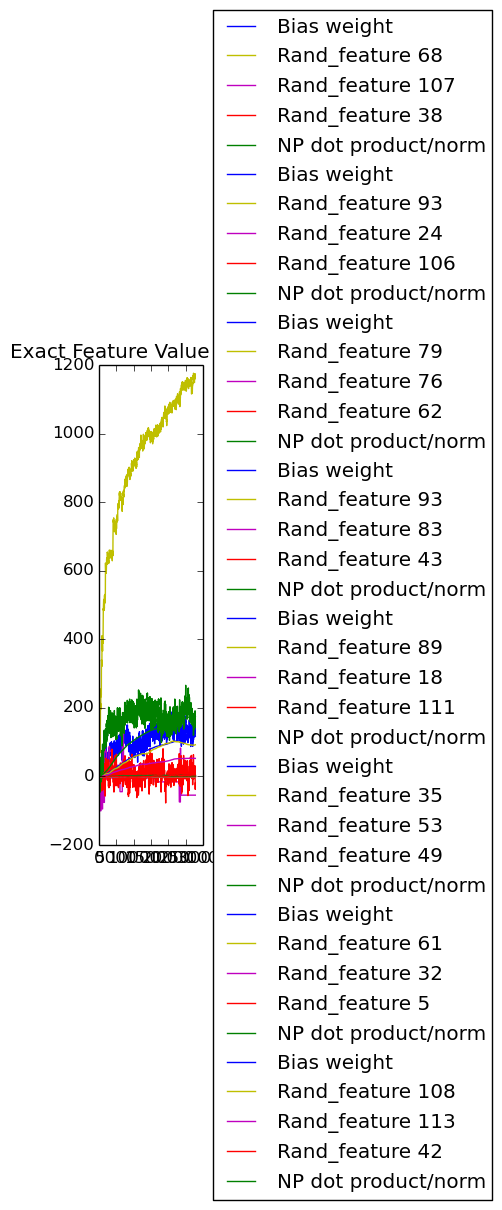 Exact Feature Value
1200
1000
800
600
400
200
0
−200
Bias weight
Rand_feature 68
Rand_feature 107
Rand_feature 38
NP dot product/norm
Bias weight
Rand_feature 93
Rand_feature 24
Rand_feature 106
NP dot product/norm
Bias weight
Rand_feature 79
Rand_feature 76
Rand_feature 62
NP dot product/norm
Bias weight
Rand_feature 93
Rand_feature 83
Rand_feature 43
NP dot product/norm
Bias weight
Rand_feature 89
Rand_feature 18
Rand_feature 111
NP dot product/norm
Bias weight
Rand_feature 35
Rand_feature 53
Rand_feature 49
NP dot product/norm
Bias weight
Rand_feature 61
Rand_feature 32
Rand_feature 5
NP dot product/norm
Bias weight
Rand_feature 108
Rand_feature 113
Rand_feature 42
NP dot product/norm